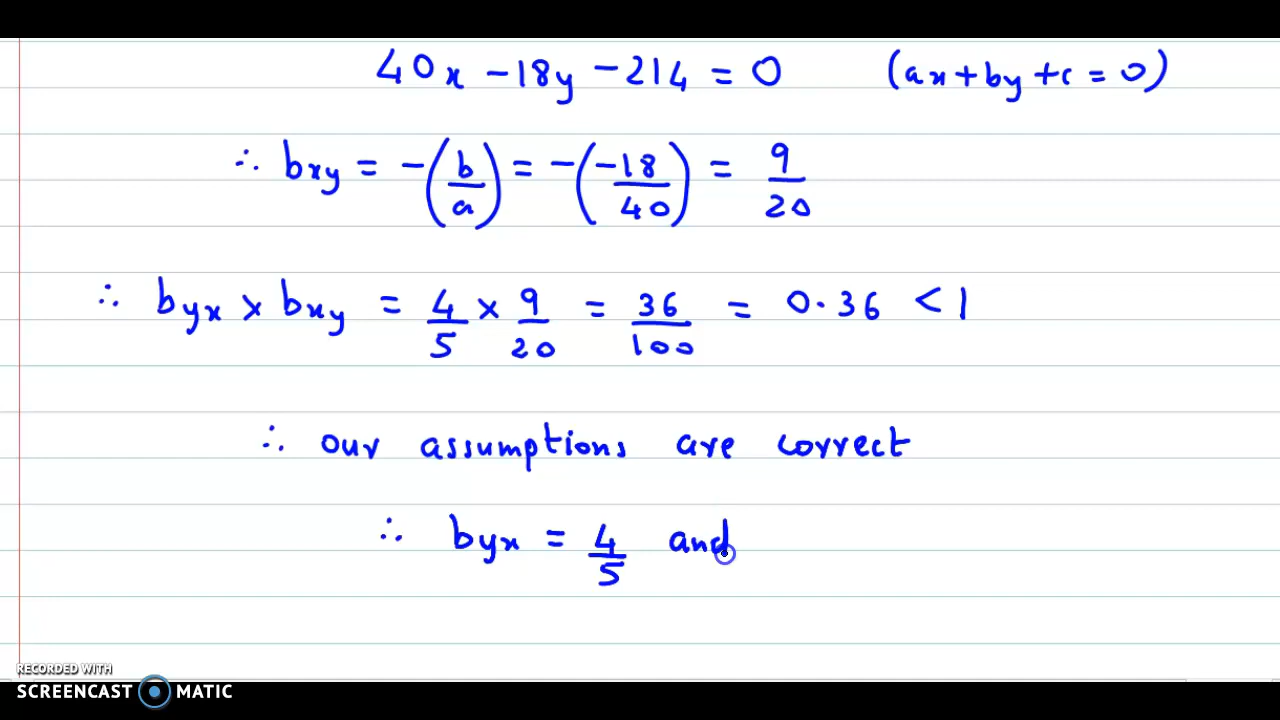 40x - 18y - 214 = 0 (ax + by + c = 0)
∴ bxy = -(b/a) = -(-18/40) = 9/20
∴ byx × bxy = 4/5 × 9/20 = 36/100 = 0.36 < 1
∴ our assumptions are correct
∴ byx = 4/5 and
RECORDED WITH
SCREENCAST MATIC